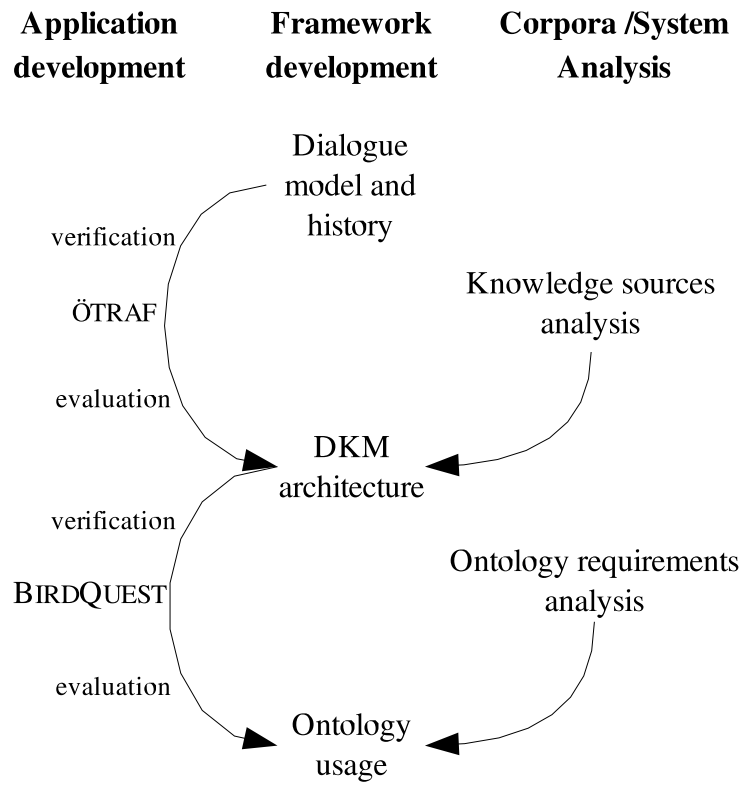 Application development
Framework development
Corpora /System Analysis
Dialogue
model and
history
verification
ÖTRAF
evaluation
Knowledge sources
analysis
DKM
architecture
verification
BIRDQUEST
evaluation
Ontology requirements
analysis
Ontology
usage